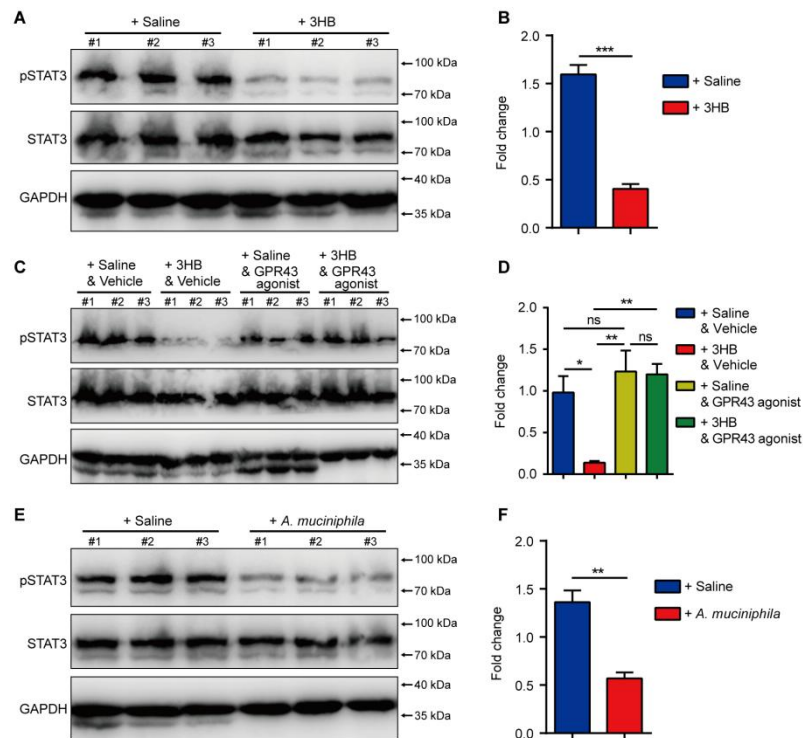 A
+ Saline
+ 3HB
#1 #2 #3 #1 #2 #3
pSTAT3
100 kDa
70 kDa
STAT3
100 kDa
70 kDa
GAPDH
40 kDa
35 kDa
B
Fold change
2.0
1.5
1.0
0.5
0.0
***
+ Saline
+ 3HB
C
+ Saline & Vehicle
+ 3HB & Vehicle
+ Saline & GPR43 agonist
+ 3HB & GPR43 agonist
#1 #2 #3 #1 #2 #3 #1 #2 #3 #1 #2 #3
pSTAT3
100 kDa
70 kDa
STAT3
100 kDa
70 kDa
GAPDH
40 kDa
35 kDa
D
Fold change
2.0
1.5
1.0
0.5
0.0
**
ns
** ns
*
+ Saline
& Vehicle
+ 3HB
& Vehicle
+ Saline
& GPR43 agonist
+ 3HB
& GPR43 agonist
E
+ Saline
+ A. muciniphila
#1 #2 #3 #1 #2 #3
pSTAT3
100 kDa
70 kDa
STAT3
100 kDa
70 kDa
GAPDH
40 kDa
35 kDa
F
Fold change
2.0
1.5
1.0
0.5
0.0
**
+ Saline
+ A. muciniphila